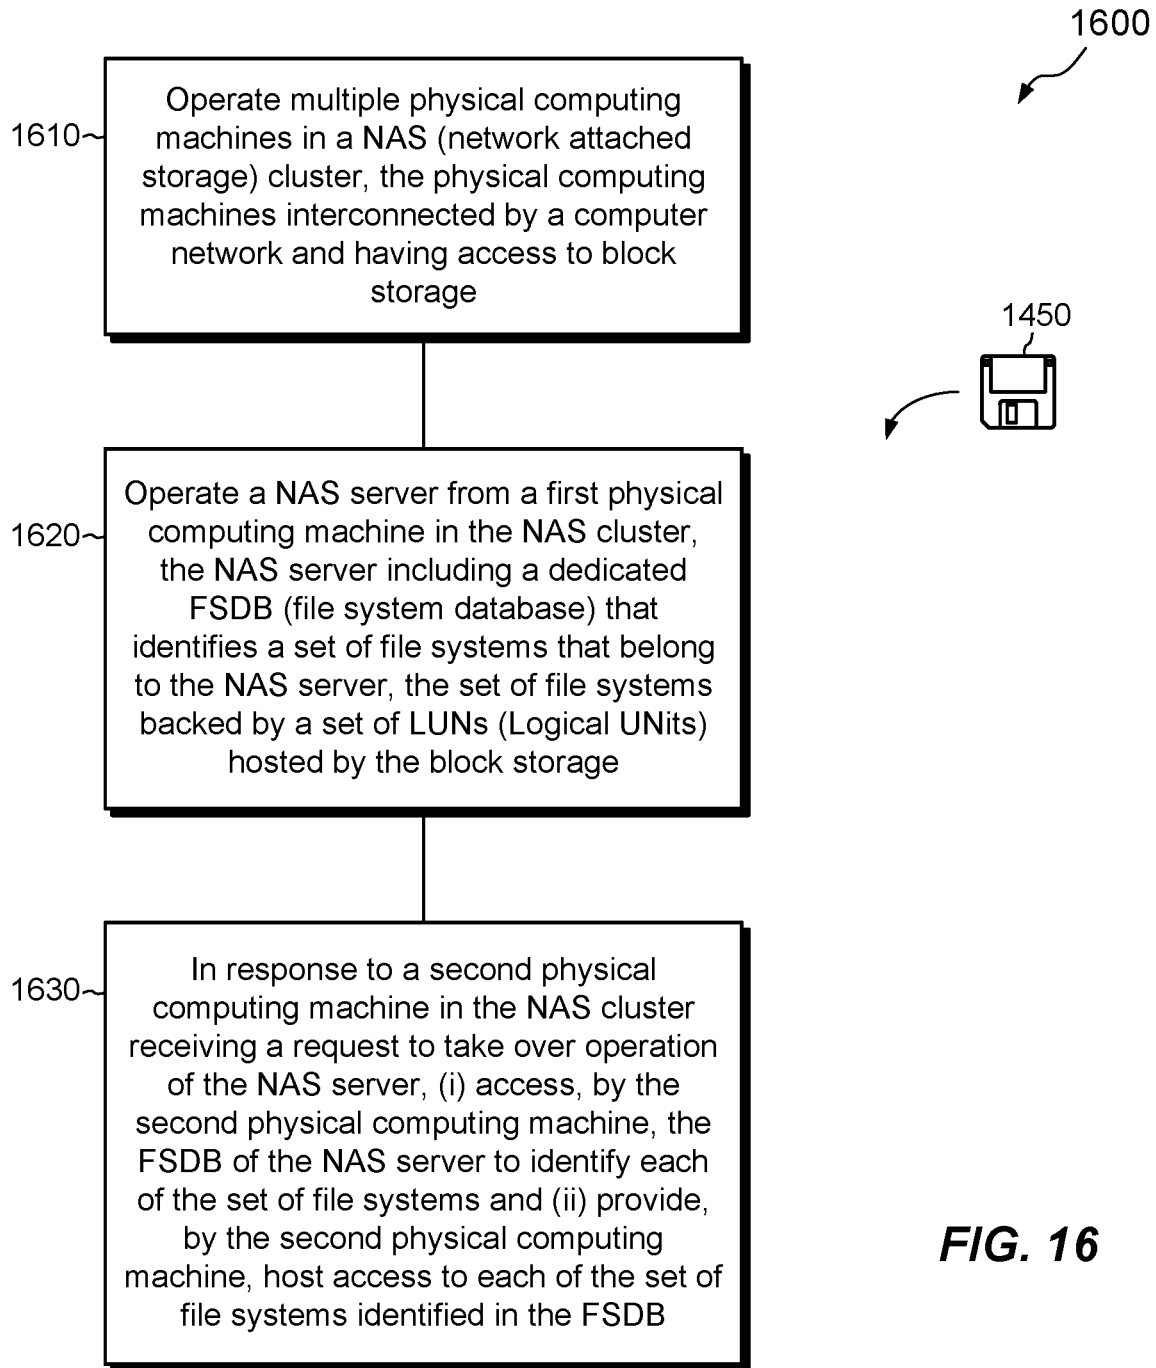 1600
1610
Operate multiple physical computing
machines in a NAS (network attached
storage) cluster, the physical computing
machines interconnected by a computer
network and having access to block
storage
1450
1620
Operate a NAS server from a first physical
computing machine in the NAS cluster,
the NAS server including a dedicated
FSDB (file system database) that
identifies a set of file systems that belong
to the NAS server, the set of file systems
backed by a set of LUNs (Logical UNits)
hosted by the block storage
1630
In response to a second physical
computing machine in the NAS cluster
receiving a request to take over operation
of the NAS server, (i) access, by the
second physical computing machine, the
FSDB of the NAS server to identify each
of the set of file systems and (ii) provide,
by the second physical computing
machine, host access to each of the set of
file systems identified in the FSDB
FIG. 16